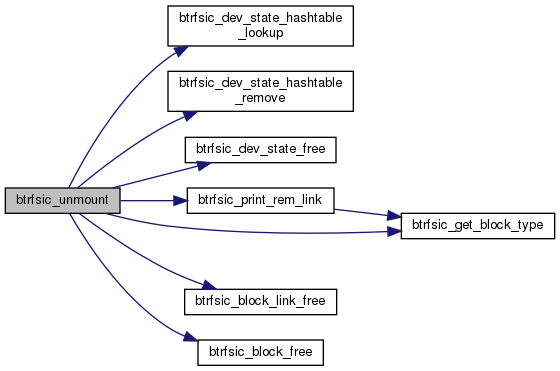 btrfsic_dev_state_hashtable
_lookup
btrfsic_dev_state_hashtable
_remove
btrfsic_dev_state_free
btrfsic_unmount
btrfsic_print_rem_link
btrfsic_get_block_type
btrfsic_block_link_free
btrfsic_block_free